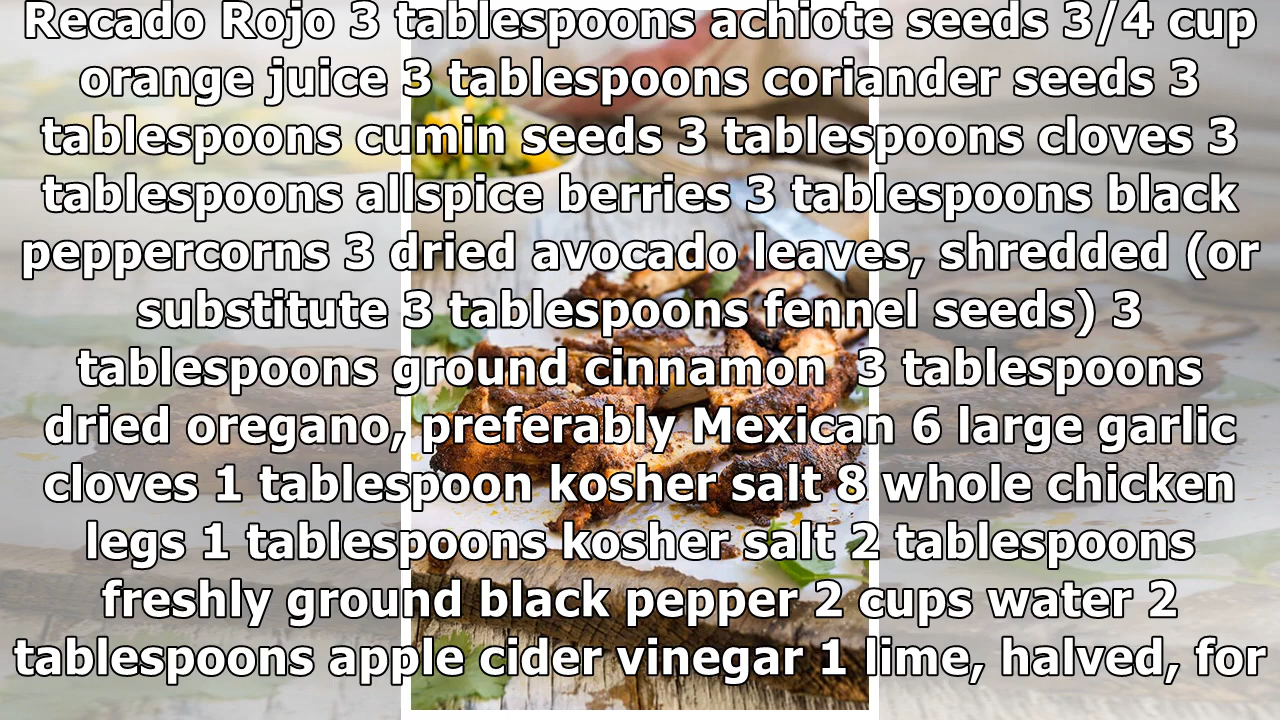 Recado Rojo 3 tablespoons achiote seeds 3/4 cup
orange juice 3 tablespoons coriander seeds 3
tablespoons cumin seeds 3 tablespoons cloves 3
tablespoons allspice berries 3 tablespoons black
peppercorns 3 dried avocado leaves, shredded (or
substitute 3 tablespoons fennel seeds) 3
tablespoons ground cinnamon  3 tablespoons
dried oregano, preferably Mexican 6 large garlic
cloves 1 tablespoon kosher salt 8 whole chicken
legs 1 tablespoons kosher salt 2 tablespoons
freshly ground black pepper 2 cups water 2
tablespoons apple cider vinegar 1 lime, halved, for